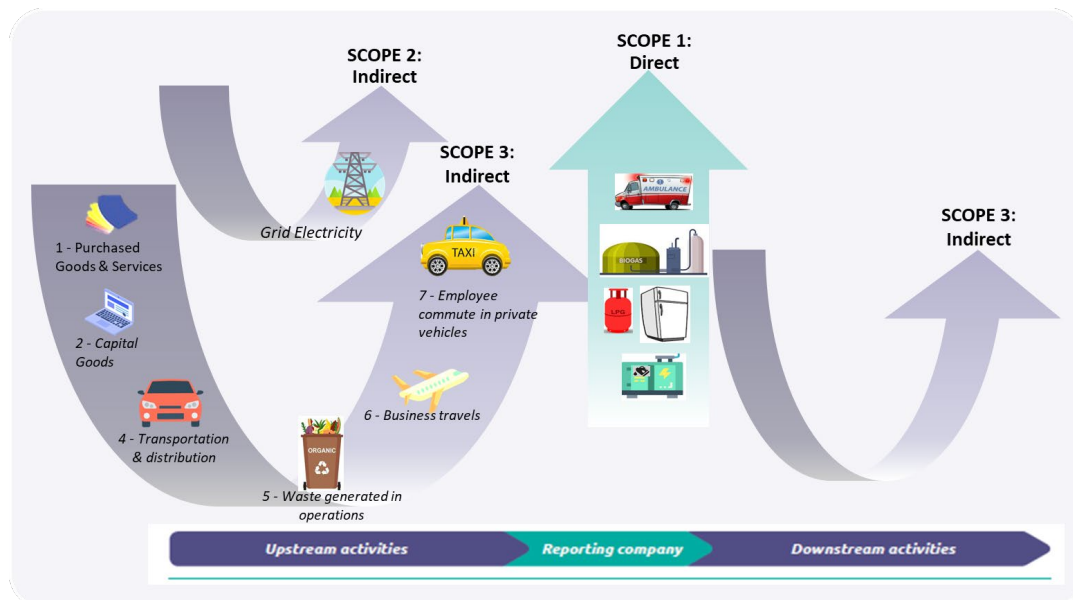 SCOPE 2:
Indirect
SCOPE 1:
Direct
SCOPE 3:
Indirect
SCOPE 3:
Indirect
Grid Electricity
1 - Purchased
Goods & Services
2 - Capital
Goods
4 - Transportation
& distribution
ORGANIC
5 - Waste generated in
operations
6 - Business travels
TAXI
7 - Employee
commute in private
vehicles
AMBULANCE
BIOGAS
LPG
Upstream activities
Reporting company
Downstream activities